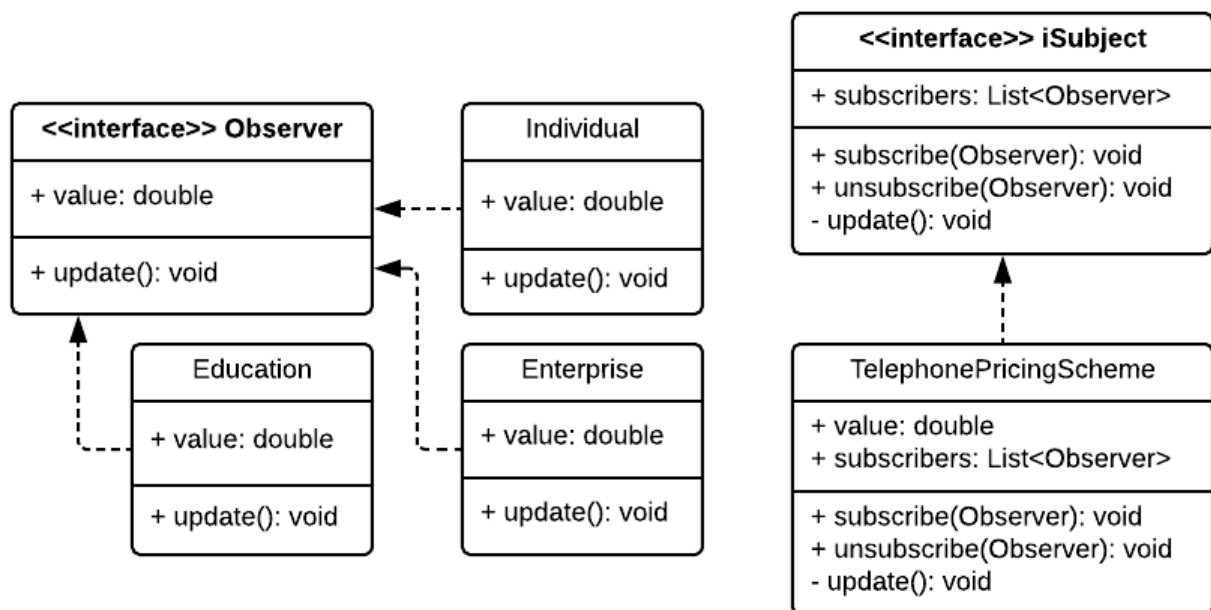 <<interface>> Observer
+ value: double
+ update(): void
Individual
+ value: double
+ update(): void
Education
+ value: double
+ update(): void
Enterprise
+ value: double
+ update(): void
<<interface>> iSubject
+ subscribers: List<Observer>
+ subscribe(Observer): void
+ unsubscribe(Observer): void
- update(): void
TelephonePricingScheme
+ value: double
+ subscribers: List<Observer>
+ subscribe(Observer): void
+ unsubscribe(Observer): void
- update(): void